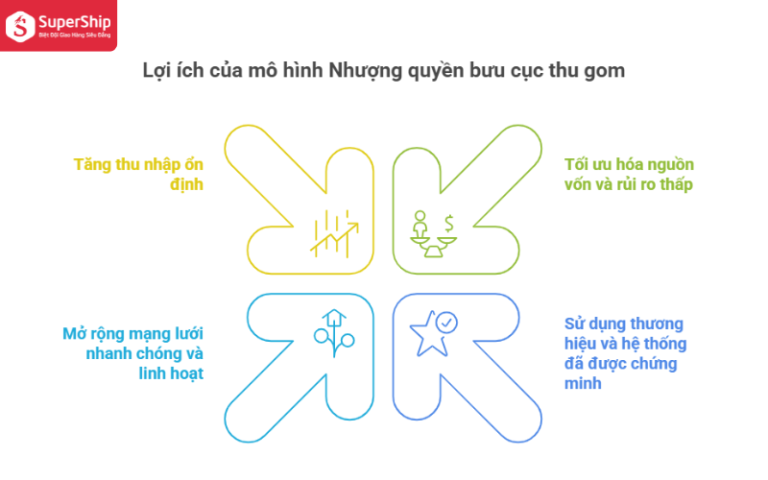 SuperShip
Biệt Đội Giao Hàng Siêu Đẳng
Lợi ích của mô hình Nhượng quyền bưu cục thu gom
Tăng thu nhập ổn
định
Tối ưu hóa nguồn
vốn và rủi ro thấp
$
Mở rộng mạng lưới
nhanh chóng và
linh hoạt
Sử dụng thương
hiệu và hệ thống
đã được chứng
minh